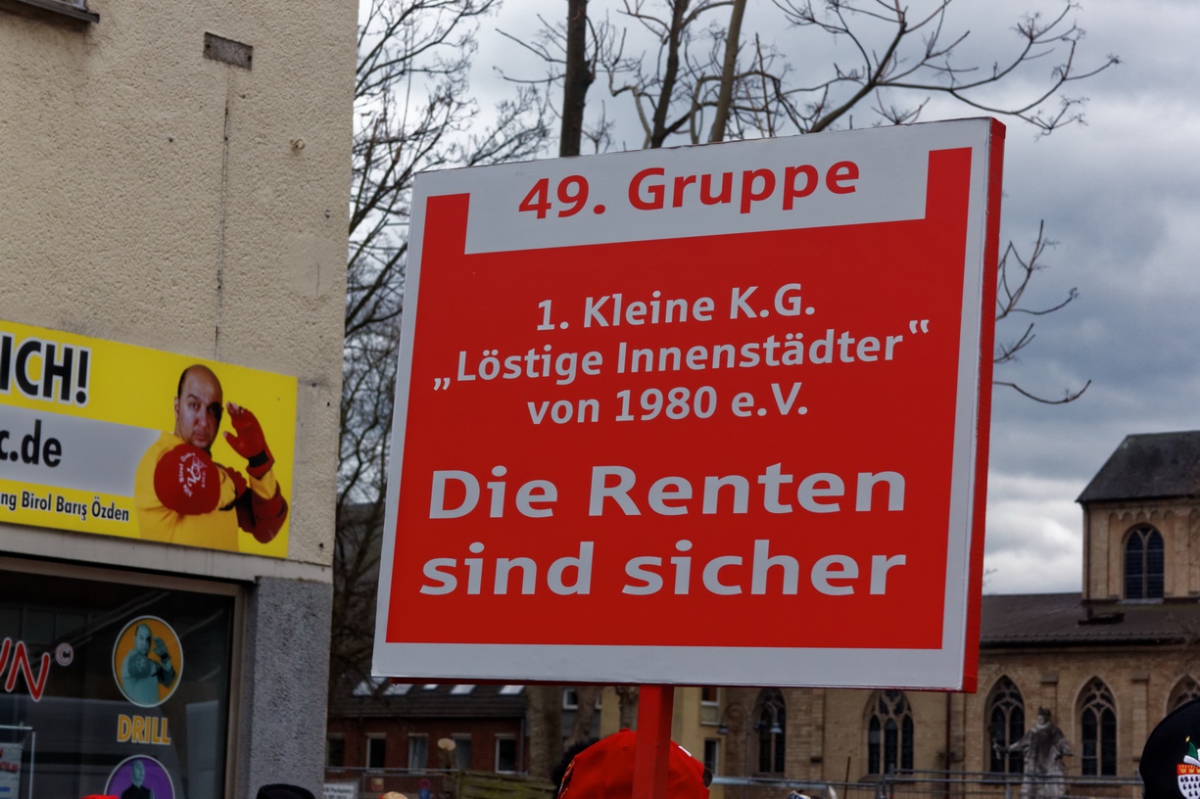 49. Gruppe
1. Kleine K.G.
„Löstige Innenstädter“
von 1980 e.V.
Die Renten
sind sicher
ICH!
c.de
ng Birol Barış Özden
DRILL